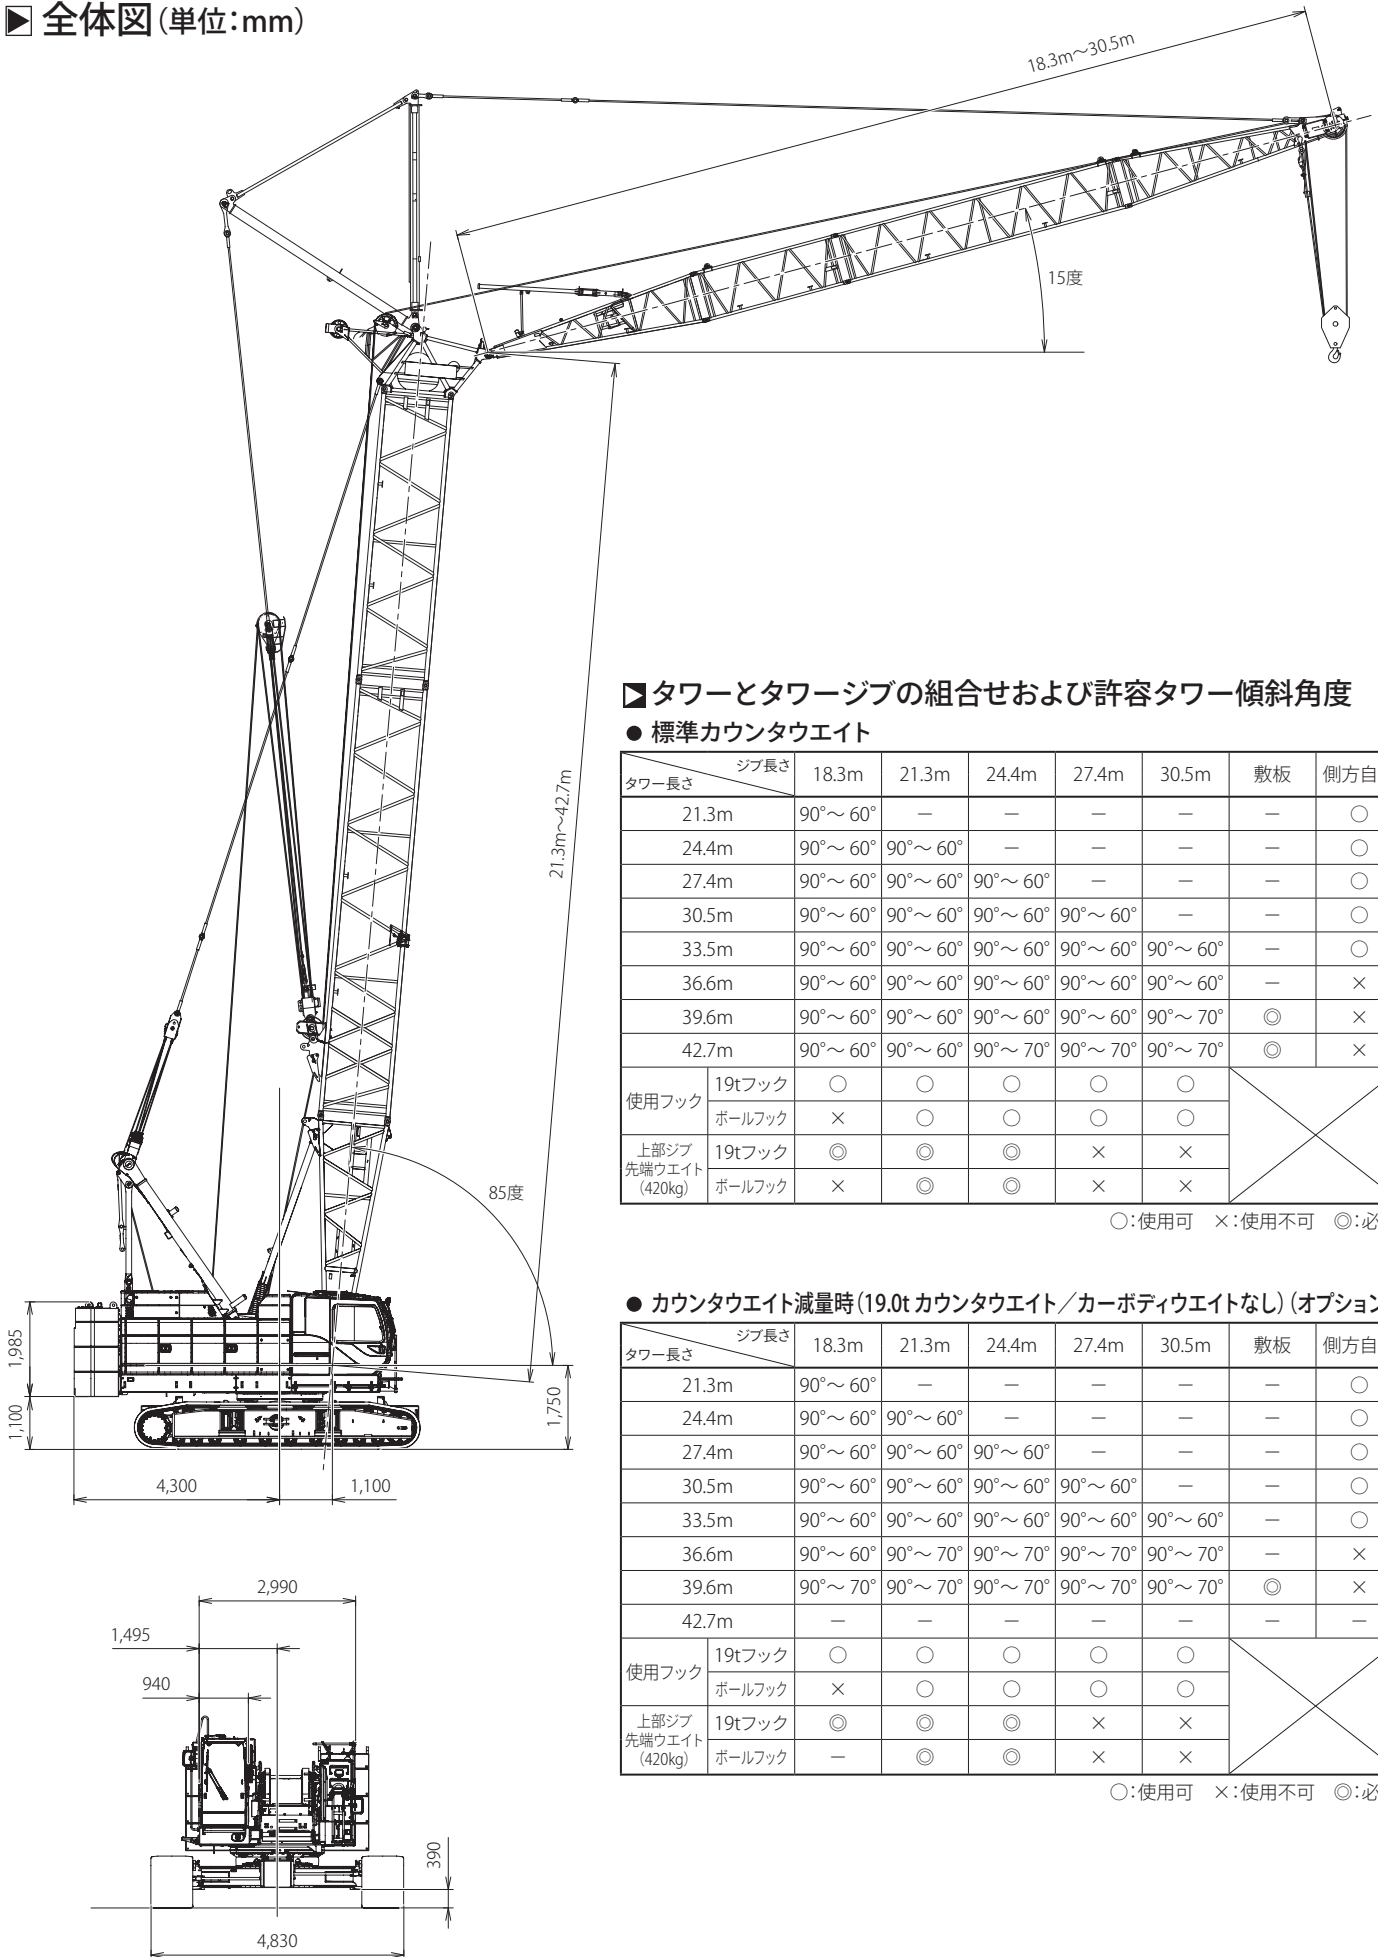 全体図(単位:mm)
18.3m〜30.5m
15度
21.3m〜42.7m
85度
1,985
1,100
1,750
4,300
1,100
2,990
1,495
940
390
4,830
タワーとタワージブの組合せおよび許容タワー傾斜角度
● 標準カウンタウエイト
タワー長さ ジブ長さ 18.3m 21.3m 24.4m 27.4m 30.5m 敷板 側方自
21.3m 90°〜60° － － － － － ○
24.4m 90°〜60° 90°〜60° － － － － ○
27.4m 90°〜60° 90°〜60° 90°〜60° － － － ○
30.5m 90°〜60° 90°〜60° 90°〜60° 90°〜60° － － ○
33.5m 90°〜60° 90°〜60° 90°〜60° 90°〜60° 90°〜60° － ○
36.6m 90°〜60° 90°〜60° 90°〜60° 90°〜60° 90°〜60° － ×
39.6m 90°〜60° 90°〜60° 90°〜60° 90°〜60° 90°〜70° ◎ ×
42.7m 90°〜60° 90°〜60° 90°〜70° 90°〜70° 90°〜70° ◎ ×
使用フック 19tフック ○ ○ ○ ○ ○
ボールフック × ○ ○ ○ ○
上部ジブ先端ウエイト(420kg) 19tフック ◎ ◎ ◎ × ×
ボールフック × ◎ ◎ × ×
○:使用可 ×:使用不可 ◎:必
● カウンタウエイト減量時(19.0t カウンタウエイト／カーボディウエイトなし)(オプション
タワー長さ ジブ長さ 18.3m 21.3m 24.4m 27.4m 30.5m 敷板 側方自
21.3m 90°〜60° － － － － － ○
24.4m 90°〜60° 90°〜60° － － － － ○
27.4m 90°〜60° 90°〜60° 90°〜60° － － － ○
30.5m 90°〜60° 90°〜60° 90°〜60° 90°〜60° － － ○
33.5m 90°〜60° 90°〜60° 90°〜60° 90°〜60° 90°〜60° － ○
36.6m 90°〜60° 90°〜70° 90°〜70° 90°〜70° 90°〜70° － ×
39.6m 90°〜70° 90°〜70° 90°〜70° 90°〜70° 90°〜70° ◎ ×
42.7m － － － － － － －
使用フック 19tフック ○ ○ ○ ○ ○
ボールフック × ○ ○ ○ ○
上部ジブ先端ウエイト(420kg) 19tフック ◎ ◎ ◎ × ×
ボールフック － ◎ ◎ × ×
○:使用可 ×:使用不可 ◎:必